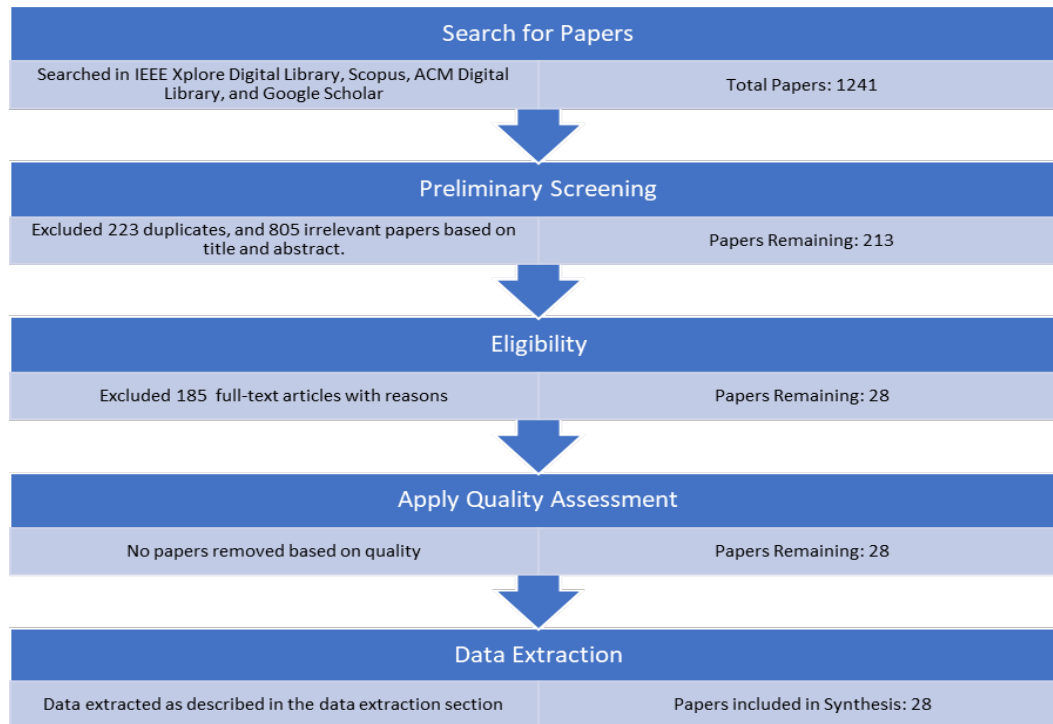 Search for Papers
Searched in IEEE Xplore Digital Library, Scopus, ACM Digital
Library, and Google Scholar
Total Papers: 1241
Preliminary Screening
Excluded 223 duplicates, and 805 irrelevant papers based on
title and abstract.
Papers Remaining: 213
Eligibility
Excluded 185 full-text articles with reasons
Papers Remaining: 28
Apply Quality Assessment
No papers removed based on quality
Papers Remaining: 28
Data Extraction
Data extracted as described in the data extraction section
Papers included in Synthesis: 28